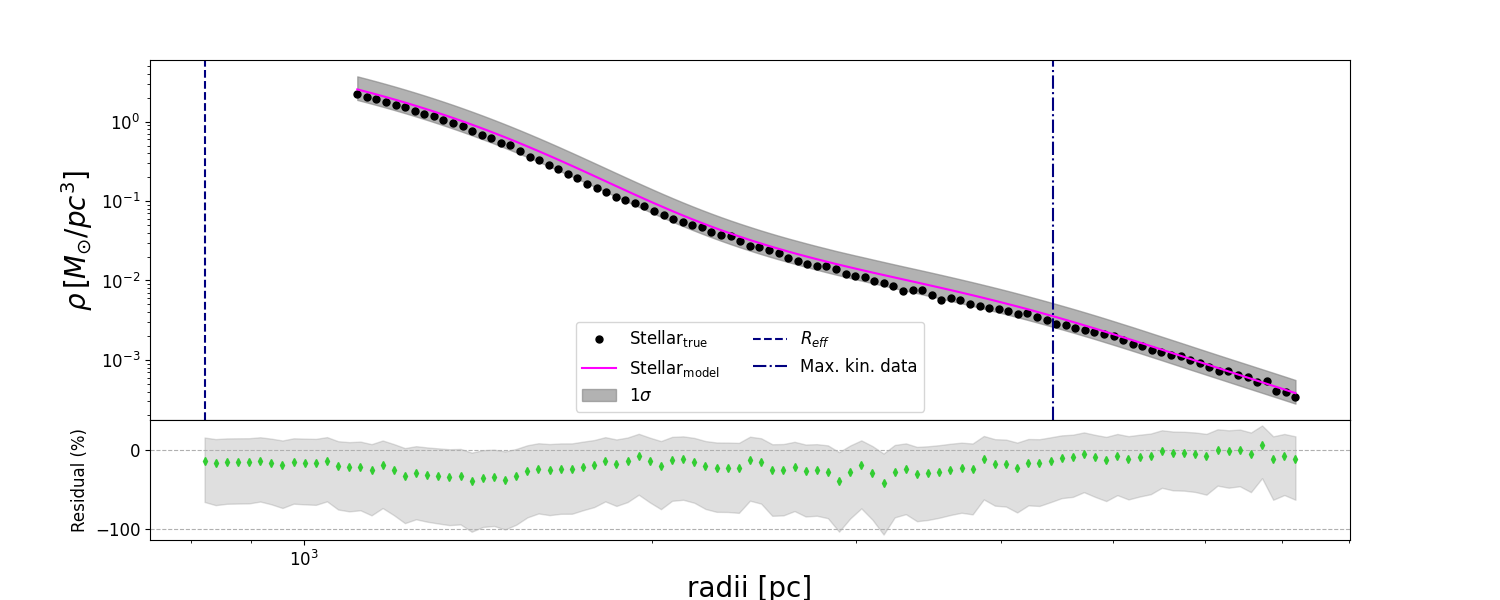 10⁰
10⁻¹
10⁻²
10⁻³
ρ [M⊙/pc³]
Stellar_true
Stellar_model
1σ
R_eff
Max. kin. data
0
−100
Residual (%)
10³
radii [pc]